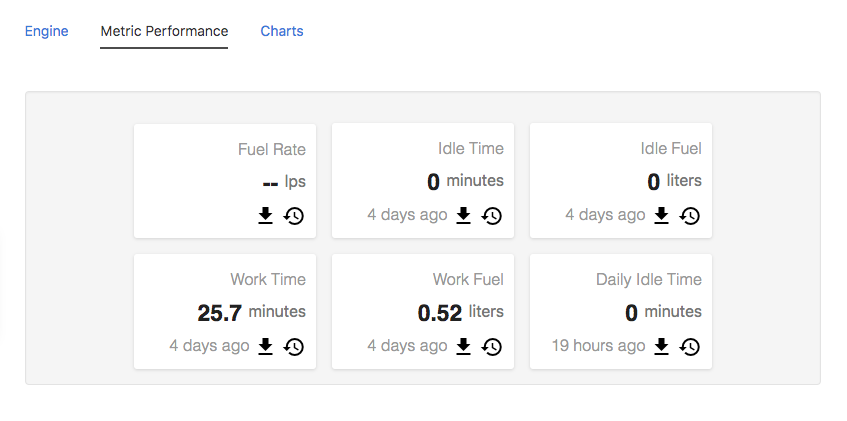 Engine Metric Performance Charts
Fuel Rate
-- lps
Idle Time
0 minutes
4 days ago
Idle Fuel
0 liters
4 days ago
Work Time
25.7 minutes
4 days ago
Work Fuel
0.52 liters
4 days ago
Daily Idle Time
0 minutes
19 hours ago